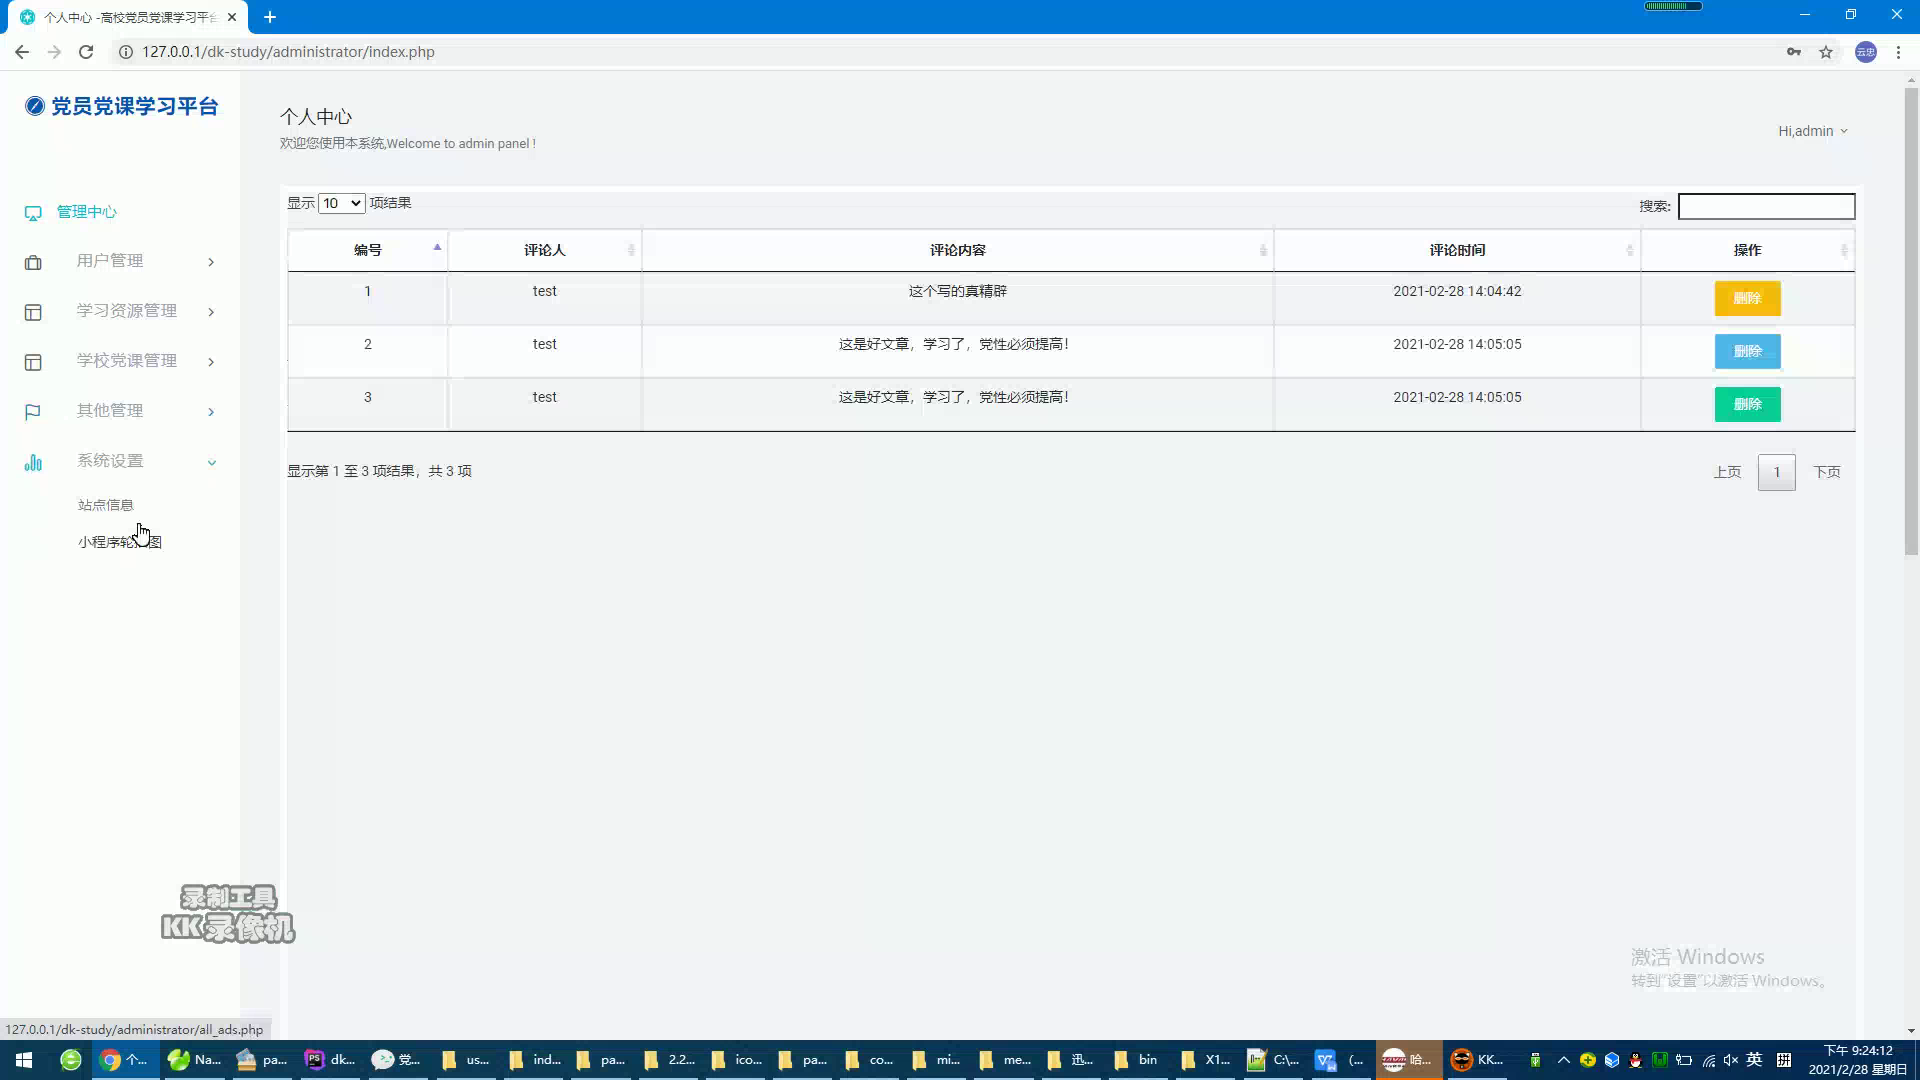 个人中心 -高校党员党课学习平台
127.0.0.1/dk-study/administrator/index.php
云忠
党员党课学习平台
个人中心
欢迎您使用本系统,Welcome to admin panel !
Hi,admin
管理中心
用户管理
学习资源管理
学校党课管理
其他管理
系统设置
站点信息
小程序轮播图
显示 10 项结果
搜索:
编号 评论人 评论内容 评论时间 操作
1 test 这个写的真精辟 2021-02-28 14:04:42 删除
2 test 这是好文章，学习了，党性必须提高！ 2021-02-28 14:05:05 删除
3 test 这是好文章，学习了，党性必须提高！ 2021-02-28 14:05:05 删除
显示第 1 至 3 项结果，共 3 项
上页 1 下页
录制工具
KK录像机
激活 Windows
转到"设置"以激活 Windows。
127.0.0.1/dk-study/administrator/all_ads.php
个... Na... pa... dk... 党... us... ind... pa... 2.2... ico... pa... co... mi... me... 迅... bin X1... C:\... (... 哈... KK... 英 拼
下午 9:24:12
2021/2/28 星期日